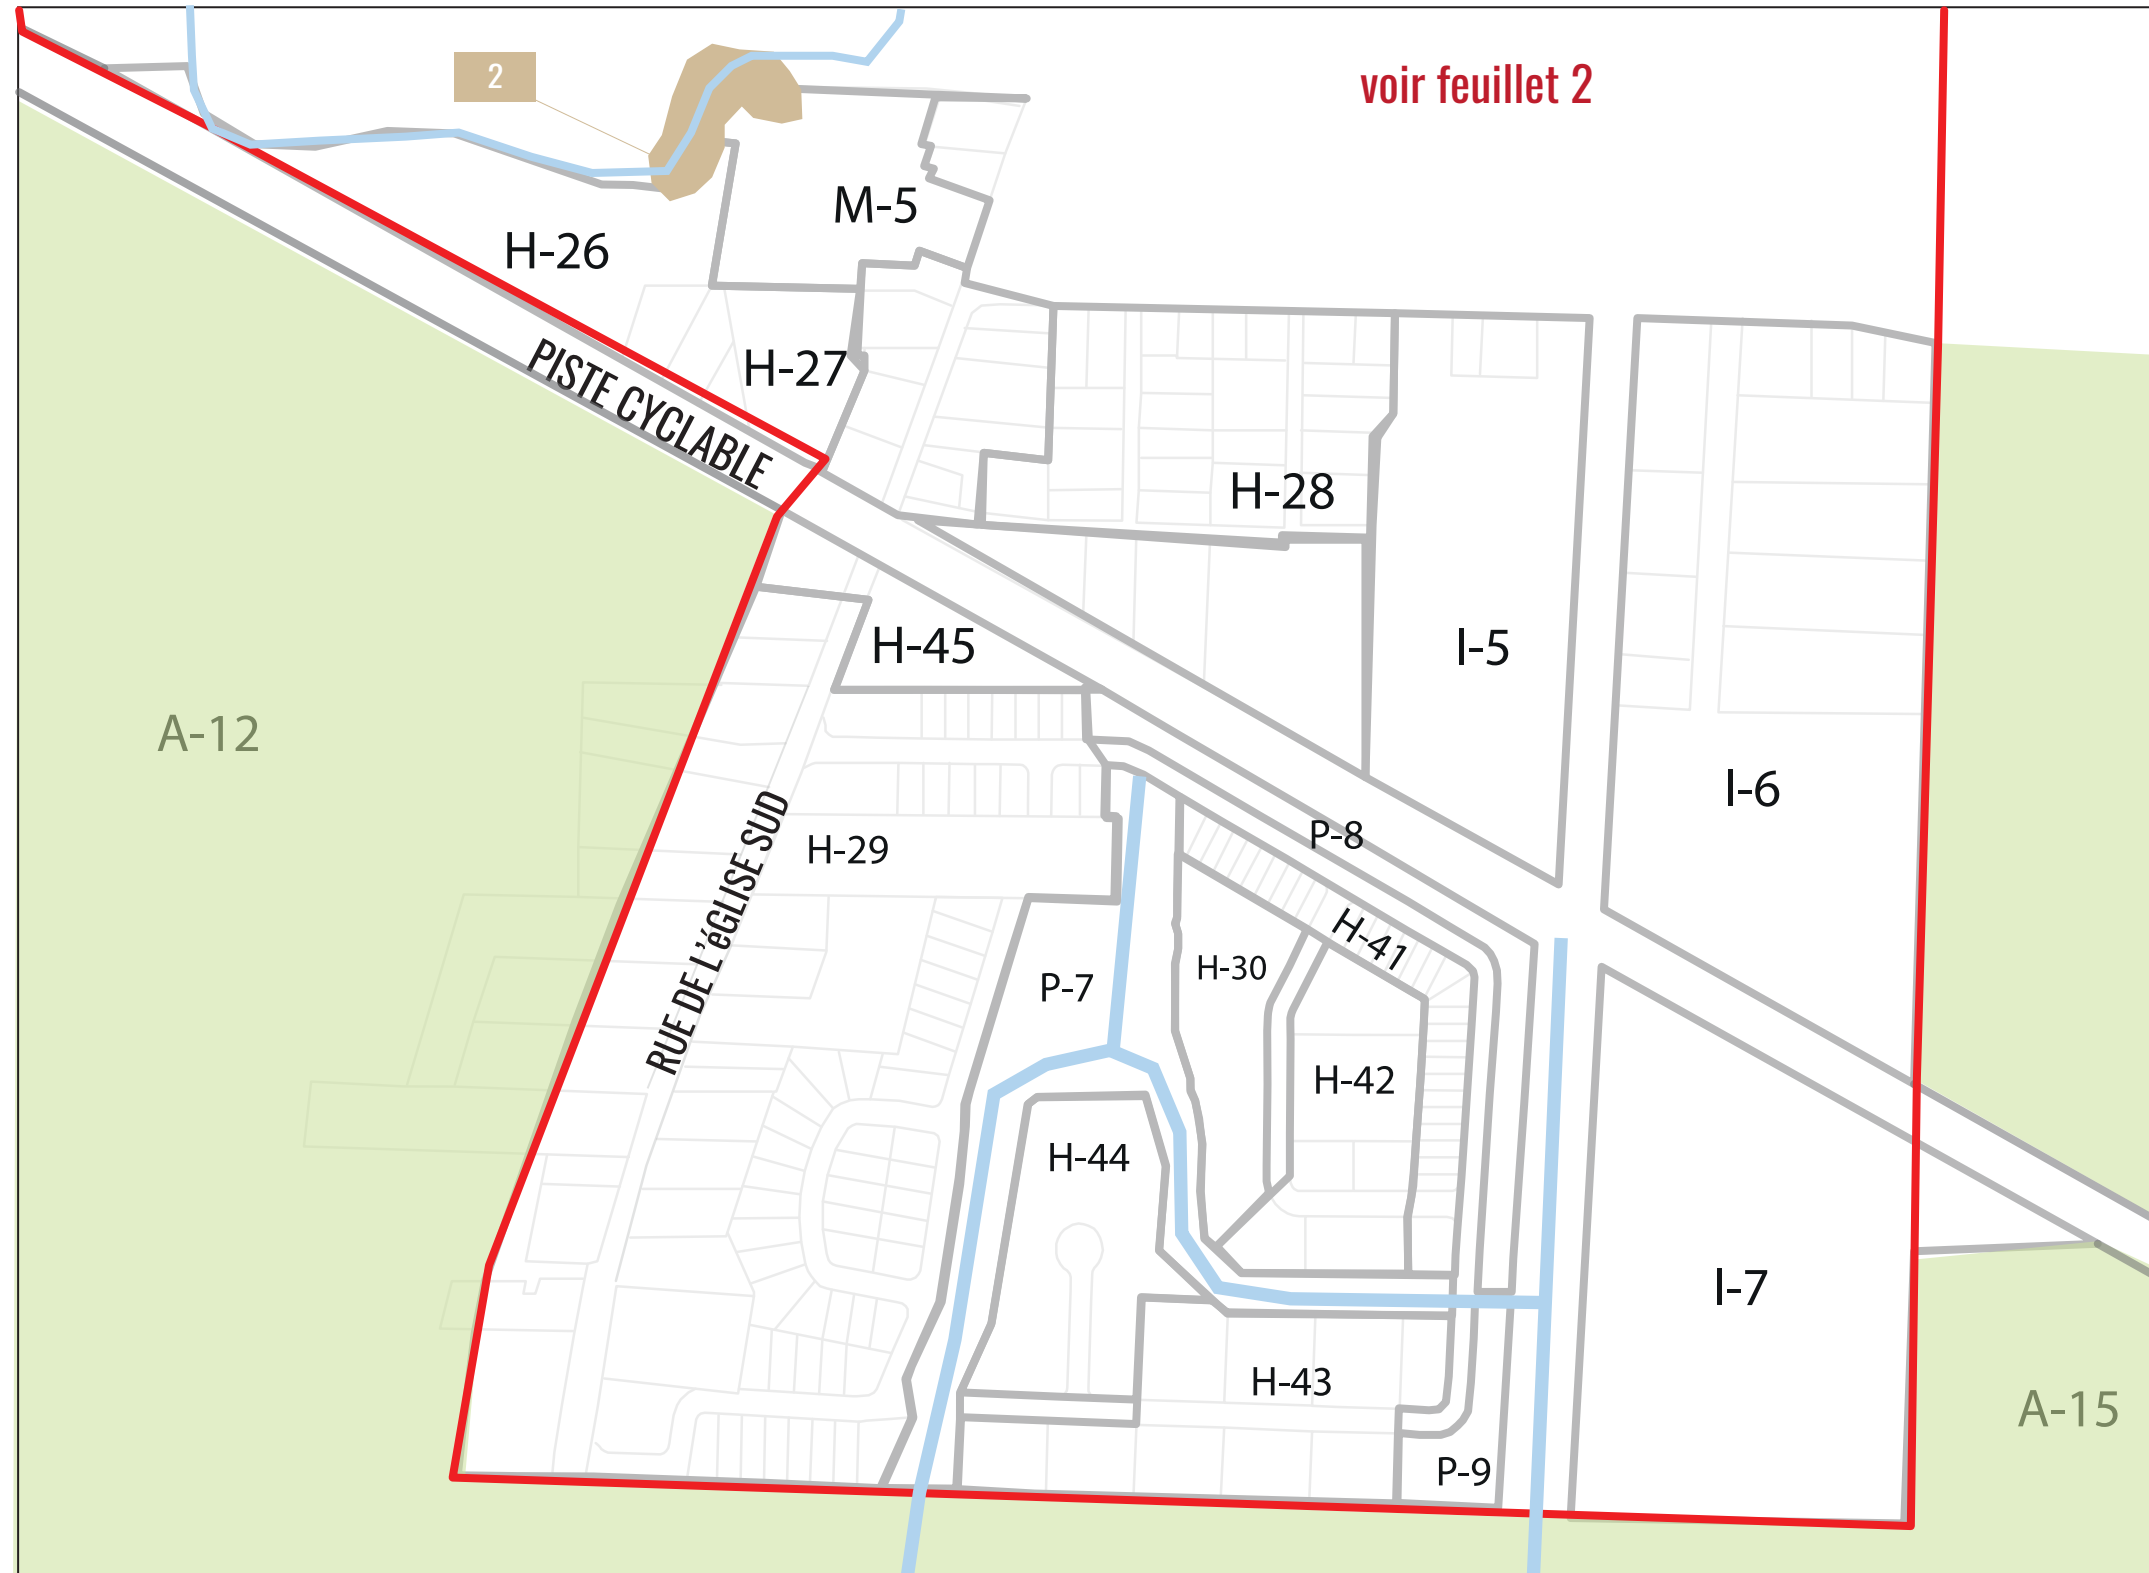 2
voir feuillet 2
M-5
H-26
H-27
PISTE CYCLABLE
H-28
H-45
I-5
A-12
I-6
P-8
H-29
RUE DE L'éGLISE SUD
H-41
H-30
P-7
H-42
H-44
I-7
H-43
A-15
P-9